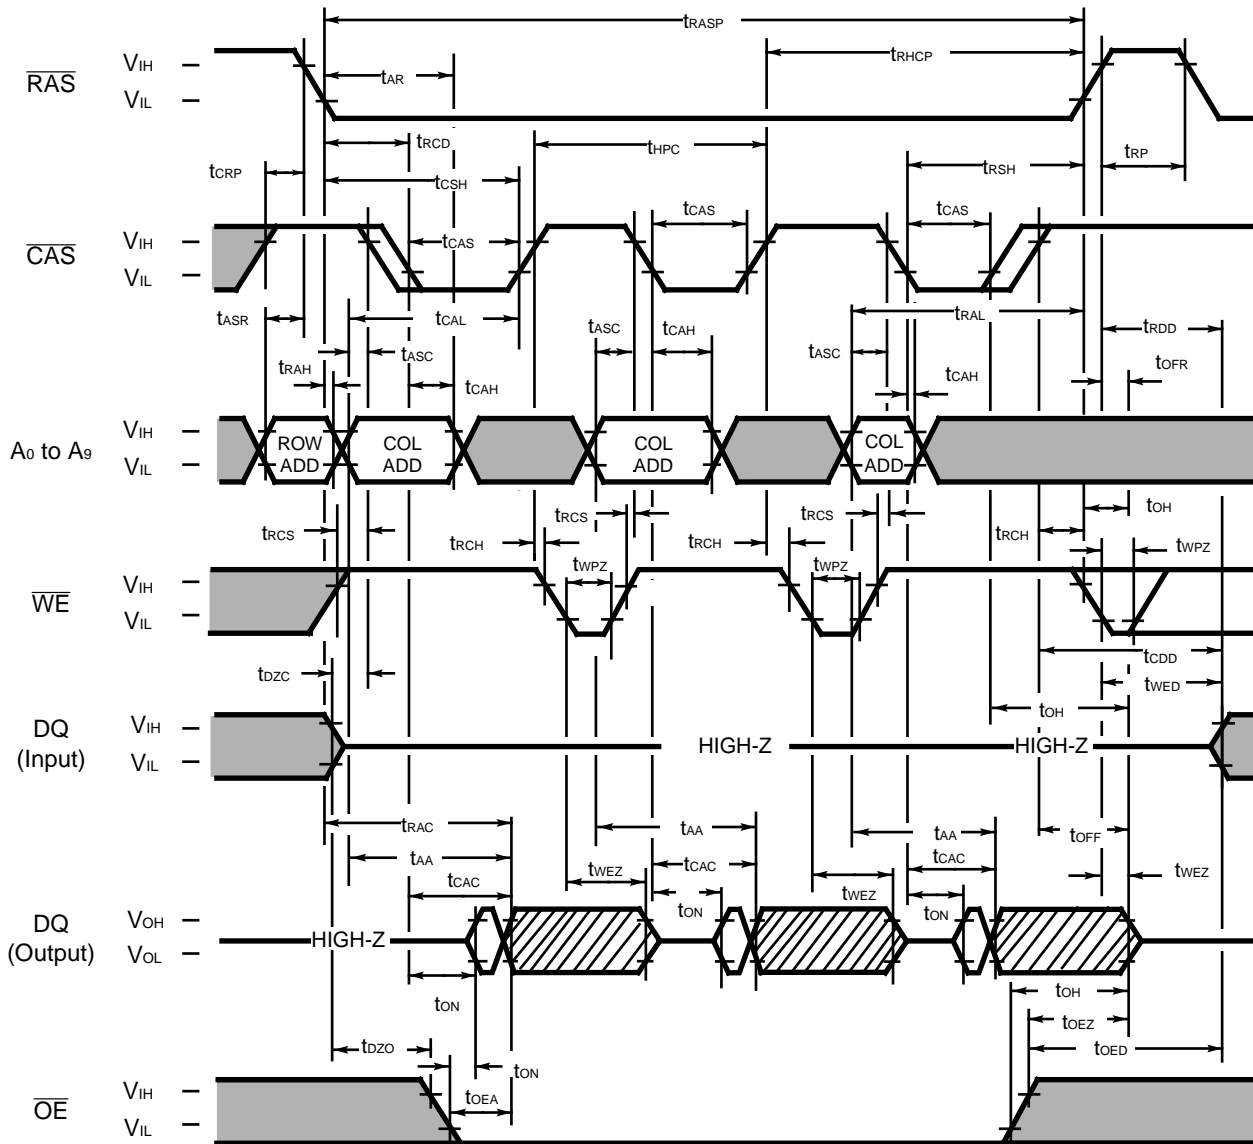 tRASP
tRHCP
RAS VIH
VIL
tAR
tRCD
tHPC
tCRP
tCSH
tRSH
tRP
tCAS
tCAS
CAS VIH
VIL
tCAS
tASR
tCAL
tASC
tCAH
tRAL
tRDD
tRAH
tASC
tCAH
tASC
tCAH
tOFR
A0 to A9 VIH
VIL
ROW ADD
COL ADD
COL ADD
COL ADD
tRCS
tRCH
tRCS
tRCH
tRCS
tRCH
tOH
tWPZ
tWPZ
tWPZ
WE VIH
VIL
tDZC
tCDD
tWED
tOH
DQ (Input) VIH
VIL
HIGH-Z
HIGH-Z
tRAC
tAA
tAA
tAA
tOFF
tCAC
tWEZ
tCAC
tWEZ
tCAC
tWEZ
tON
tON
DQ (Output) VOH
VOL
HIGH-Z
tON
tOH
tOEZ
tDZO
tON
tOED
tOEA
OE VIH
VIL